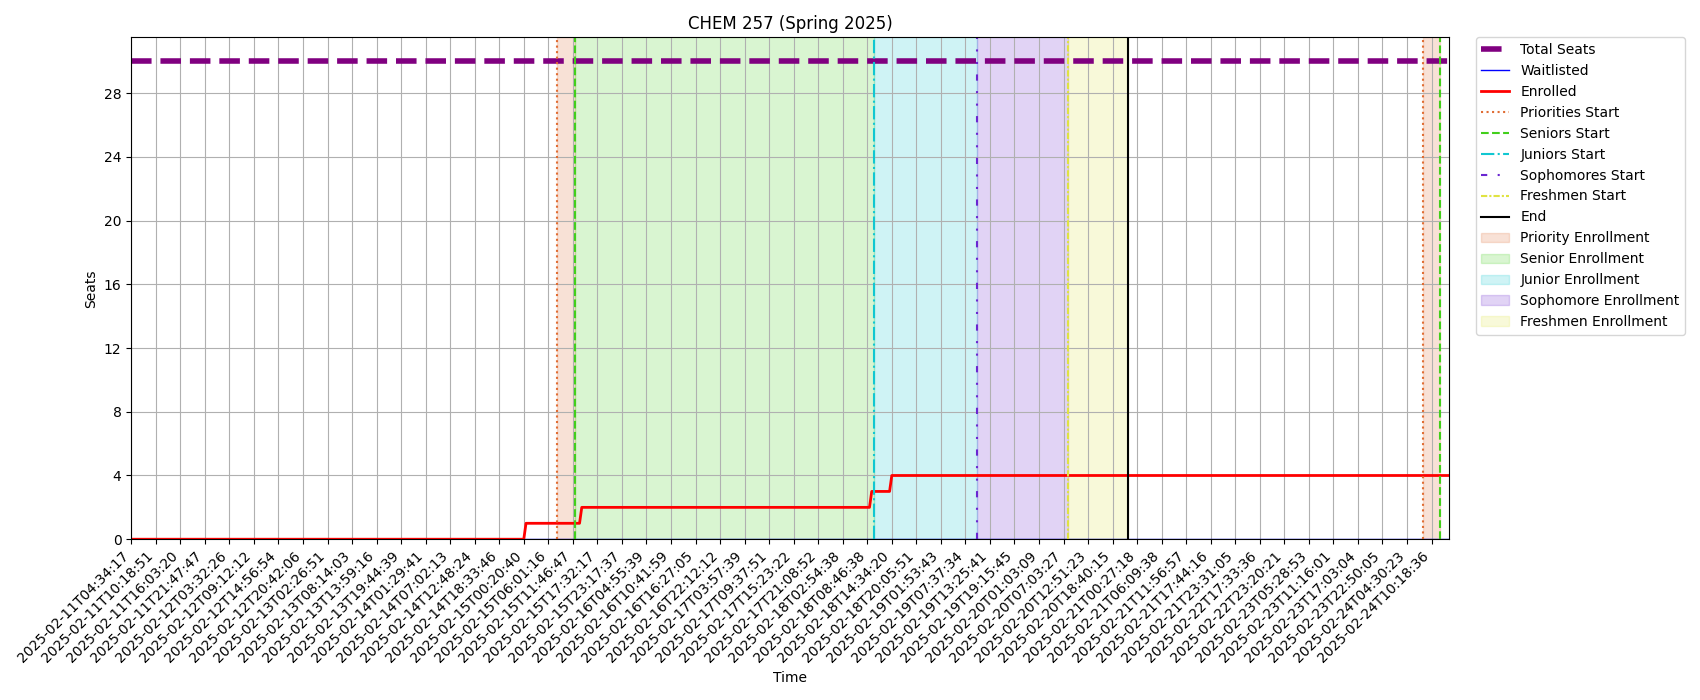 CHEM 257 (Spring 2025)
Seats
28
24
20
16
12
8
4
0
2025-02-11T04:34:17
2025-02-11T10:18:51
2025-02-11T16:03:20
2025-02-11T21:47:47
2025-02-12T03:32:26
2025-02-12T09:12:12
2025-02-12T14:56:54
2025-02-12T20:42:06
2025-02-13T02:26:51
2025-02-13T08:14:03
2025-02-13T13:59:16
2025-02-13T19:44:39
2025-02-14T01:29:41
2025-02-14T07:02:13
2025-02-14T12:48:24
2025-02-14T18:33:46
2025-02-15T00:20:40
2025-02-15T06:01:16
2025-02-15T11:46:47
2025-02-15T17:32:17
2025-02-15T23:17:37
2025-02-16T04:55:39
2025-02-16T10:41:59
2025-02-16T16:27:05
2025-02-16T22:12:12
2025-02-17T03:57:39
2025-02-17T09:37:51
2025-02-17T15:23:22
2025-02-17T21:08:52
2025-02-18T02:54:38
2025-02-18T08:46:38
2025-02-18T14:34:20
2025-02-18T20:05:51
2025-02-19T01:53:43
2025-02-19T07:37:34
2025-02-19T13:25:41
2025-02-19T19:15:45
2025-02-20T01:03:09
2025-02-20T07:03:27
2025-02-20T12:51:23
2025-02-20T18:40:15
2025-02-21T00:27:18
2025-02-21T06:09:38
2025-02-21T11:56:57
2025-02-21T17:44:16
2025-02-21T23:31:05
2025-02-22T17:33:36
2025-02-22T23:20:21
2025-02-23T05:28:53
2025-02-23T11:16:01
2025-02-23T17:03:04
2025-02-23T22:50:05
2025-02-24T04:30:23
2025-02-24T10:18:36
Time
Total Seats
Waitlisted
Enrolled
Priorities Start
Seniors Start
Juniors Start
Sophomores Start
Freshmen Start
End
Priority Enrollment
Senior Enrollment
Junior Enrollment
Sophomore Enrollment
Freshmen Enrollment